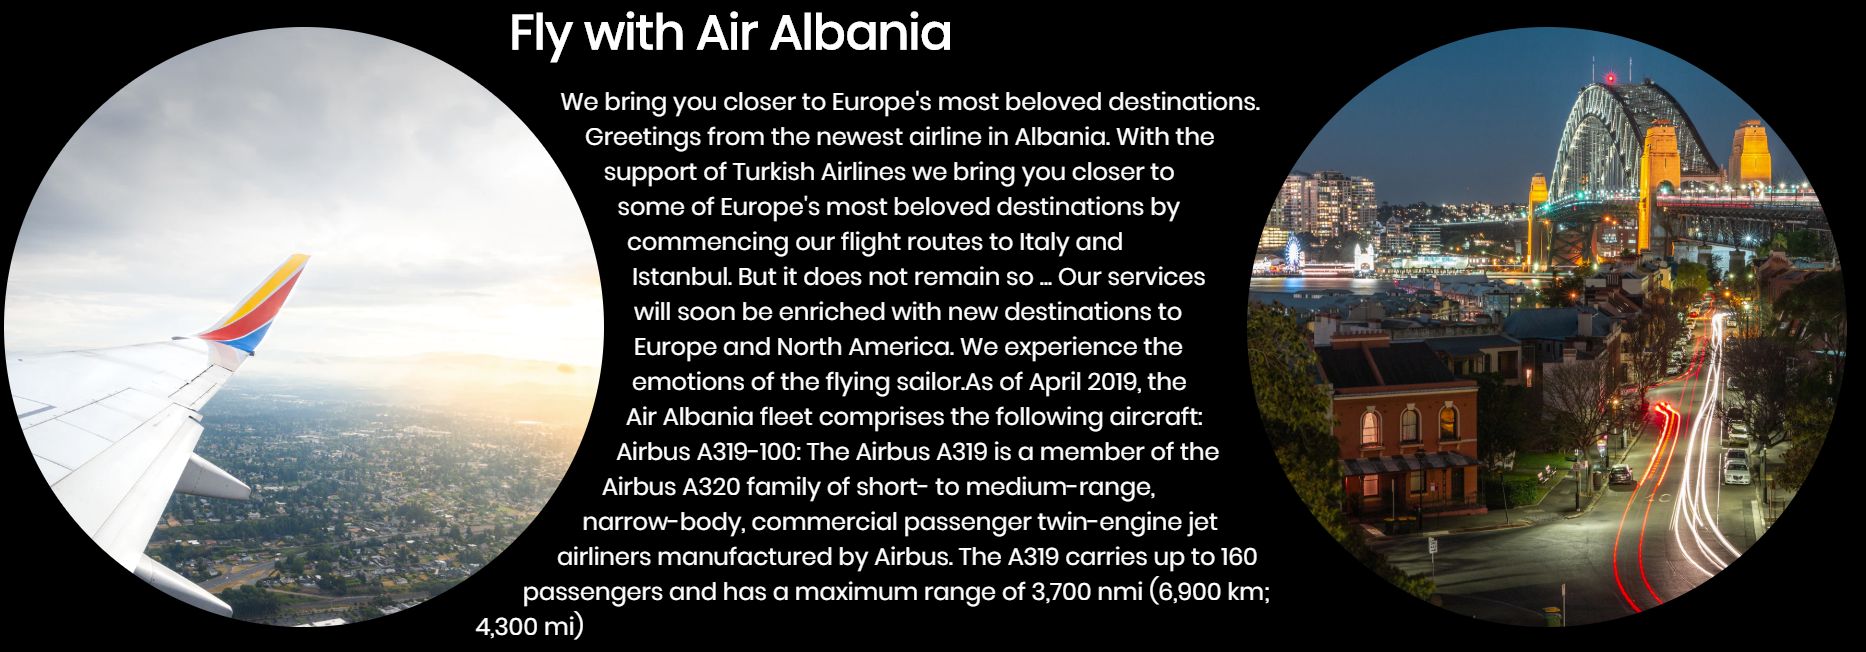 Fly with Air Albania
We bring you closer to Europe's most beloved destinations.
Greetings from the newest airline in Albania. With the
support of Turkish Airlines we bring you closer to
some of Europe's most beloved destinations by
commencing our flight routes to Italy and
Istanbul. But it does not remain so ... Our services
will soon be enriched with new destinations to
Europe and North America. We experience the
emotions of the flying sailor.As of April 2019, the
Air Albania fleet comprises the following aircraft:
Airbus A319-100: The Airbus A319 is a member of the
Airbus A320 family of short- to medium-range,
narrow-body, commercial passenger twin-engine jet
airliners manufactured by Airbus. The A319 carries up to 160
passengers and has a maximum range of 3,700 nmi (6,900 km;
4,300 mi)